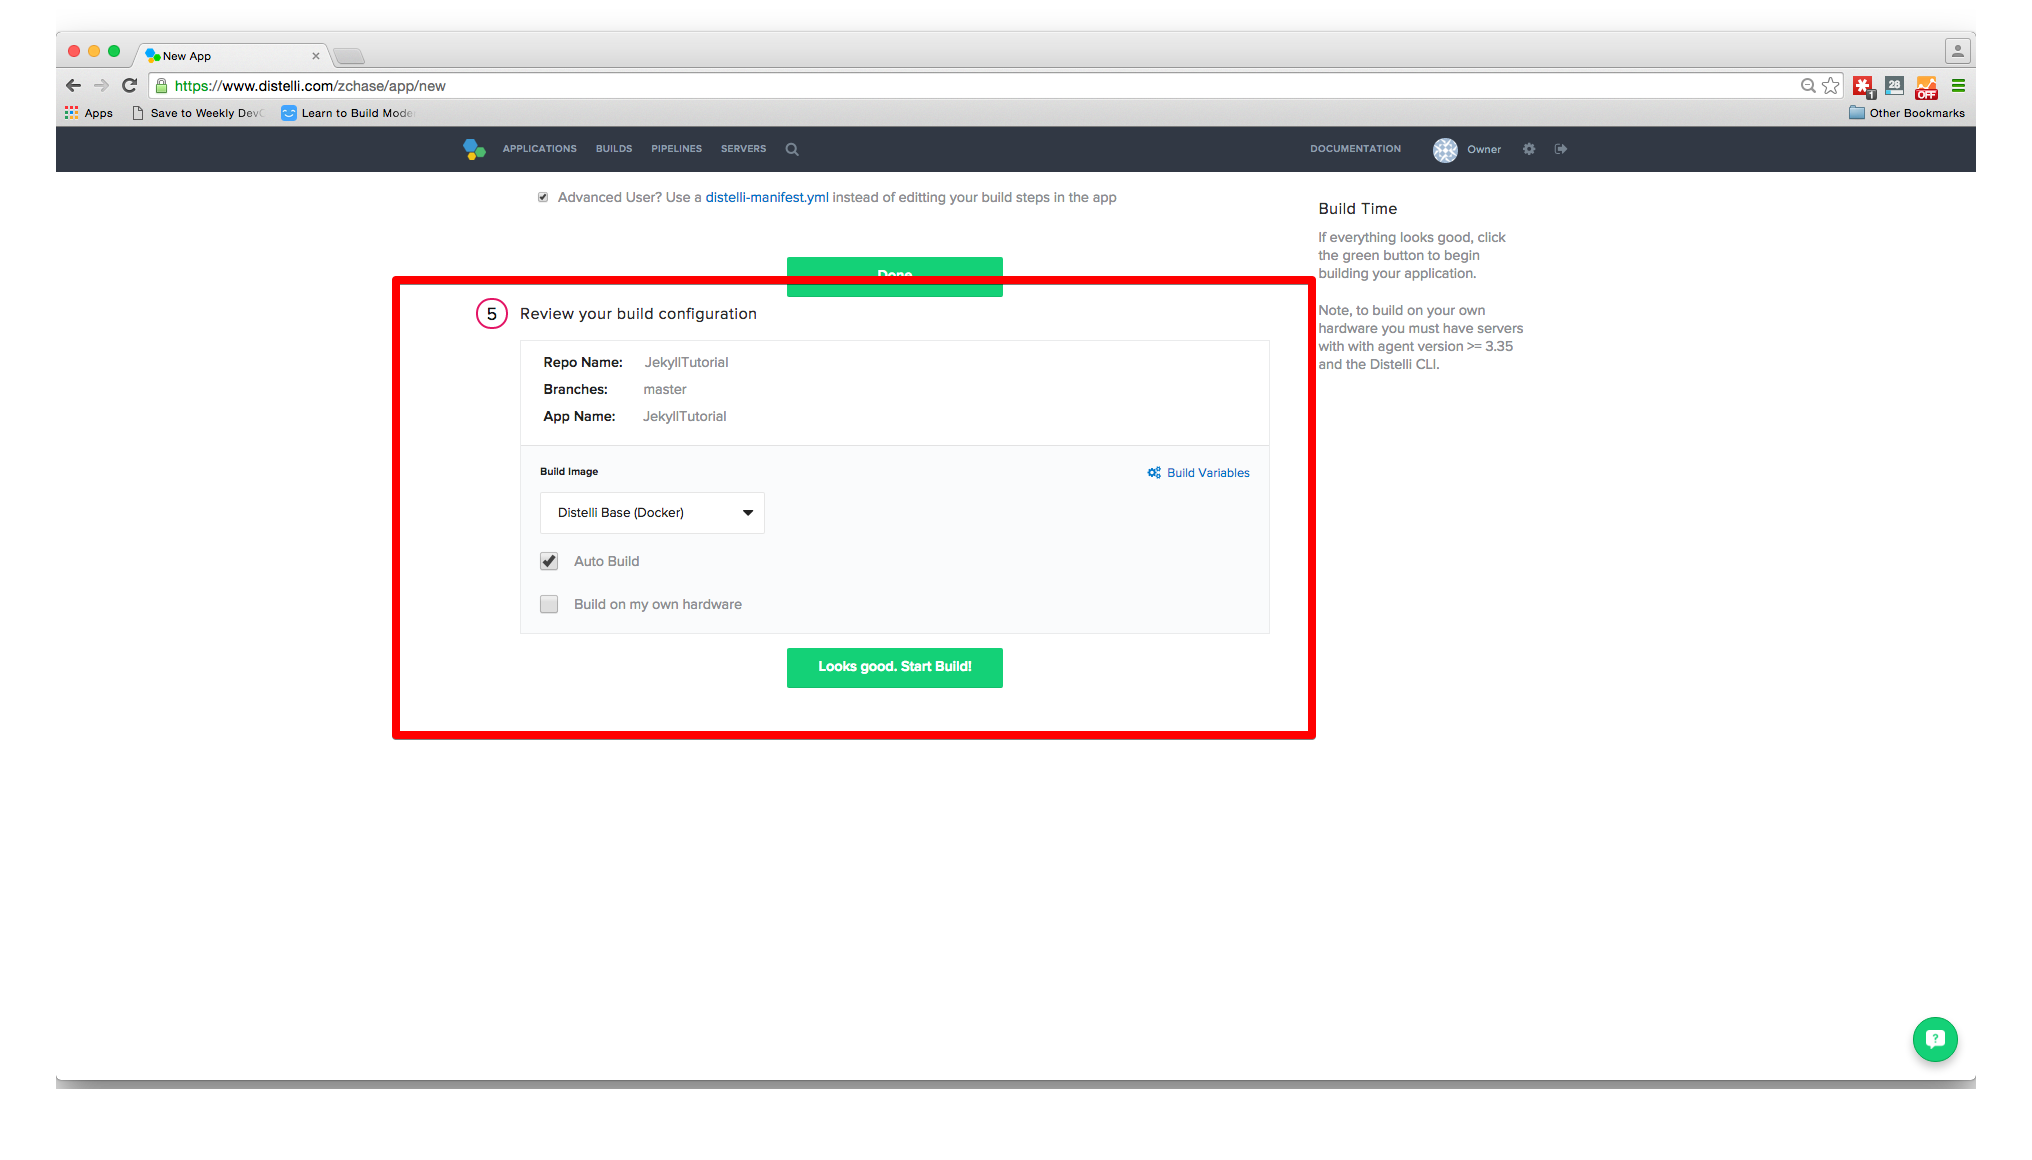 New App
https://www.distelli.com/zchase/app/new
28
1
OFF
Apps
Save to Weekly Dev
Learn to Build Mode
Other Bookmarks
APPLICATIONS BUILDS PIPELINES SERVERS
DOCUMENTATION
Owner
Advanced User? Use a distelli-manifest.yml instead of editting your build steps in the app
Done
5 Review your build configuration
Repo Name: JekyllTutorial
Branches: master
App Name: JekyllTutorial
Build Image
Build Variables
Distelli Base (Docker)
Auto Build
Build on my own hardware
Looks good. Start Build!
Build Time
If everything looks good, click
the green button to begin
building your application.
Note, to build on your own
hardware you must have servers
with with agent version >= 3.35
and the Distelli CLI.
?